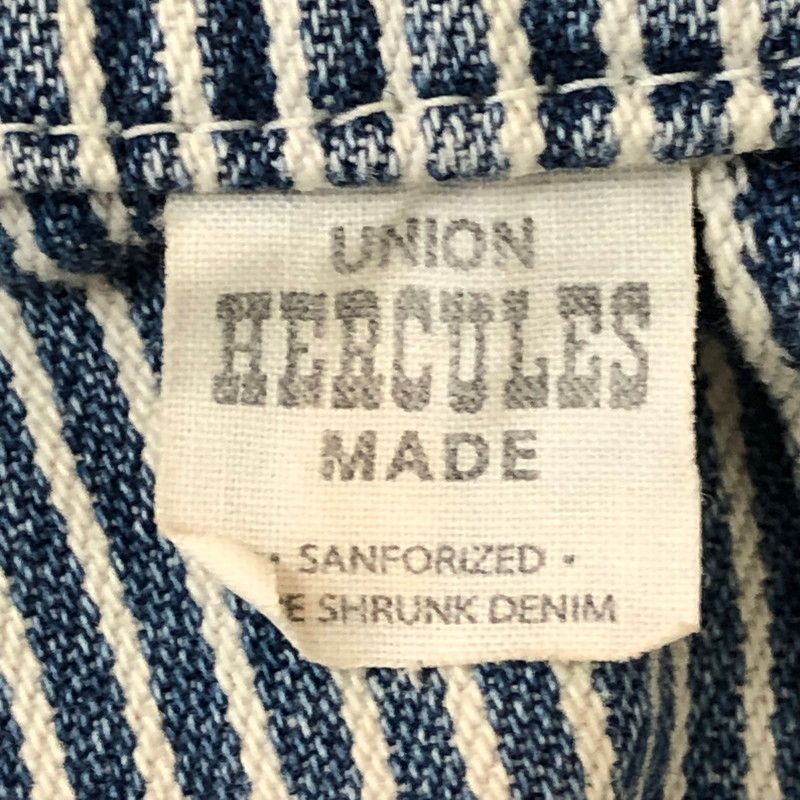 UNION
HERCULES
MADE
• SANFORIZED •
E SHRUNK DENIM